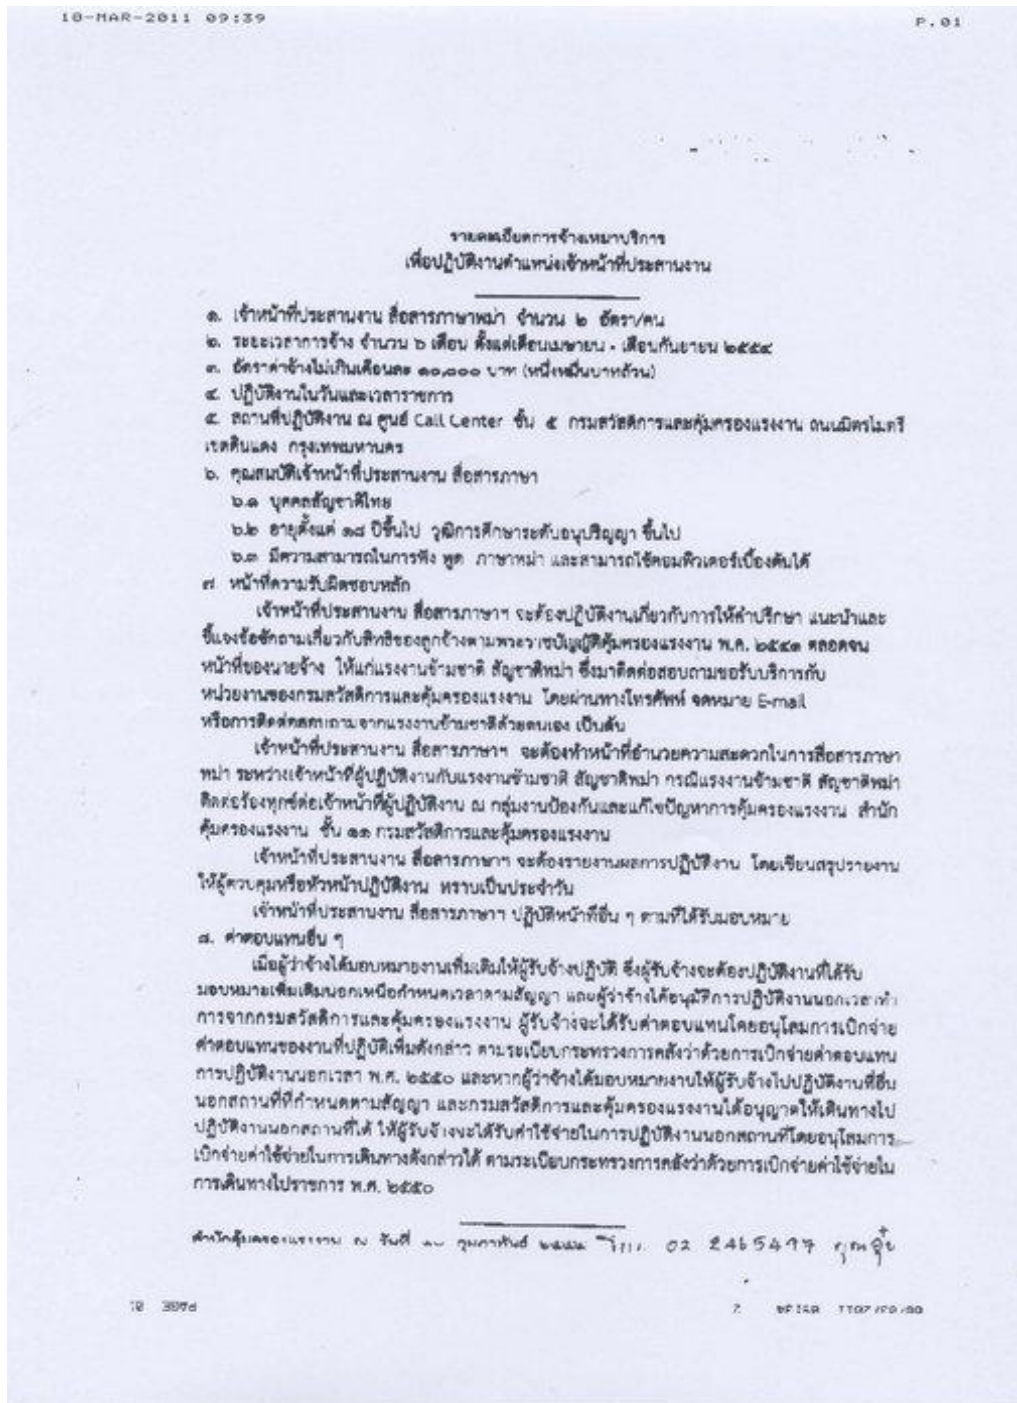 18-MAR-2011 09:39
P.01
รายละเอียดการจ้างเหมาบริการ
เพื่อปฏิบัติงานตำแหน่งเจ้าหน้าที่ประสานงาน
๑. เจ้าหน้าที่ประสานงาน สื่อสารภาษาพม่า จำนวน ๒ อัตรา/คน
๒. ระยะเวลาการจ้าง จำนวน ๖ เดือน ตั้งแต่เดือนเมษายน - เดือนกันยายน ๒๕๕๔
๓. อัตราค่าจ้างไม่เกินเดือนละ ๑๐,๐๐๐ บาท (หนึ่งหมื่นบาทถ้วน)
๔. ปฏิบัติงานในวันและเวลาราชการ
๕. สถานที่ปฏิบัติงาน ณ ศูนย์ Call Center ชั้น ๕ กรมสวัสดิการและคุ้มครองแรงงาน ถนนมิตรไมตรี
เขตดินแดง กรุงเทพมหานคร
๖. คุณสมบัติเจ้าหน้าที่ประสานงาน สื่อสารภาษา
๖.๑ บุคคลสัญชาติไทย
๖.๒ อายุตั้งแต่ ๑๘ ปีขึ้นไป วุฒิการศึกษาระดับอนุปริญญา ขึ้นไป
๖.๓ มีความสามารถในการฟัง พูด ภาษาพม่า และสามารถใช้คอมพิวเตอร์เบื้องต้นได้
๗. หน้าที่ความรับผิดชอบหลัก
เจ้าหน้าที่ประสานงาน สื่อสารภาษาฯ จะต้องปฏิบัติงานเกี่ยวกับการให้คำปรึกษา แนะนำและ
ชี้แจงข้อซักถามเกี่ยวกับสิทธิของลูกจ้างตามพระราชบัญญัติคุ้มครองแรงงาน พ.ศ. ๒๕๔๑ ตลอดจน
หน้าที่ของนายจ้าง ให้แก่แรงงานข้ามชาติ สัญชาติพม่า ซึ่งมาติดต่อสอบถามขอรับบริการกับ
หน่วยงานของกรมสวัสดิการและคุ้มครองแรงงาน โดยผ่านทางโทรศัพท์ จดหมาย E-mail
หรือการติดต่อสอบถามจากแรงงานข้ามชาติด้วยตนเอง เป็นต้น
เจ้าหน้าที่ประสานงาน สื่อสารภาษาฯ จะต้องทำหน้าที่อำนวยความสะดวกในการสื่อสารภาษา
พม่า ระหว่างเจ้าหน้าที่ผู้ปฏิบัติงานกับแรงงานข้ามชาติ สัญชาติพม่า กรณีแรงงานข้ามชาติ สัญชาติพม่า
ติดต่อร้องทุกข์ต่อเจ้าหน้าที่ผู้ปฏิบัติงาน ณ กลุ่มงานป้องกันและแก้ไขปัญหาการคุ้มครองแรงงาน สำนัก
คุ้มครองแรงงาน ชั้น ๑๑ กรมสวัสดิการและคุ้มครองแรงงาน
เจ้าหน้าที่ประสานงาน สื่อสารภาษาฯ จะต้องรายงานผลการปฏิบัติงาน โดยเขียนสรุปรายงาน
ให้ผู้ควบคุมหรือหัวหน้าปฏิบัติงาน ทราบเป็นประจำวัน
เจ้าหน้าที่ประสานงาน สื่อสารภาษาฯ ปฏิบัติหน้าที่อื่น ๆ ตามที่ได้รับมอบหมาย
๘. ค่าตอบแทนอื่น ๆ
เมื่อผู้ว่าจ้างได้มอบหมายงานเพิ่มเติมให้ผู้รับจ้างปฏิบัติ ซึ่งผู้รับจ้างจะต้องปฏิบัติงานที่ได้รับ
มอบหมายเพิ่มเติมนอกเหนือกำหนดเวลาตามสัญญา และผู้ว่าจ้างได้อนุมัติการปฏิบัติงานนอกเวลาทำ
การจากกรมสวัสดิการและคุ้มครองแรงงาน ผู้รับจ้างจะได้รับค่าตอบแทนโดยอนุโลมการเบิกจ่าย
ค่าตอบแทนของงานที่ปฏิบัติเพิ่มดังกล่าว ตามระเบียบกระทรวงการคลังว่าด้วยการเบิกจ่ายค่าตอบแทน
การปฏิบัติงานนอกเวลา พ.ศ. ๒๕๕๐ และหากผู้ว่าจ้างได้มอบหมายงานให้ผู้รับจ้างไปปฏิบัติงานที่อื่น
นอกสถานที่ที่กำหนดตามสัญญา และกรมสวัสดิการและคุ้มครองแรงงานได้อนุญาตให้เดินทางไป
ปฏิบัติงานนอกสถานที่ได้ ให้ผู้รับจ้างจะได้รับค่าใช้จ่ายในการปฏิบัติงานนอกสถานที่โดยอนุโลมการ
เบิกจ่ายค่าใช้จ่ายในการเดินทางดังกล่าวได้ ตามระเบียบกระทรวงการคลังว่าด้วยการเบิกจ่ายค่าใช้จ่ายใน
การเดินทางไปราชการ พ.ศ. ๒๕๕๐
สำนักคุ้มครองแรงงาน ณ วันที่ กุมภาพันธ์ โทร. 02 2465497